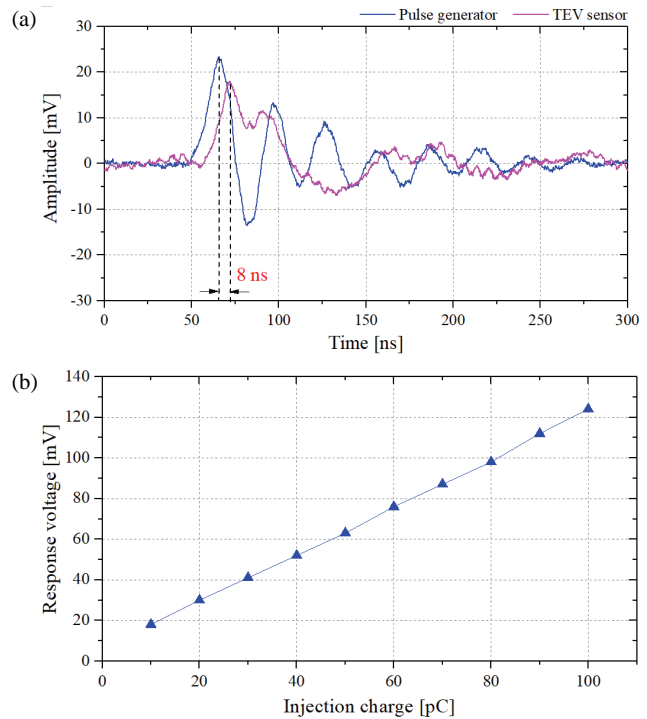 (a)
Pulse generator TEV sensor
30
20
10
0
-10
-20
-30
Amplitude [mV]
8 ns
0 50 100 150 200 250 300
Time [ns]
(b)
140
120
100
80
60
40
20
0
Response voltage [mV]
0 20 40 60 80 100
Injection charge [pC]